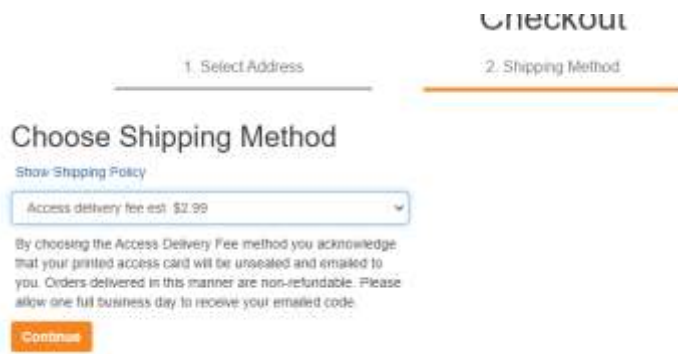 Checkout
1. Select Address
2. Shipping Method
Choose Shipping Method
Show Shipping Policy
Access delivery fee est  $2.99
By choosing the Access Delivery Fee method you acknowledge
that your printed access card will be unsealed and emailed to
you. Orders delivered in this manner are non-refundable. Please
allow one full business day to receive your emailed code.
Continue